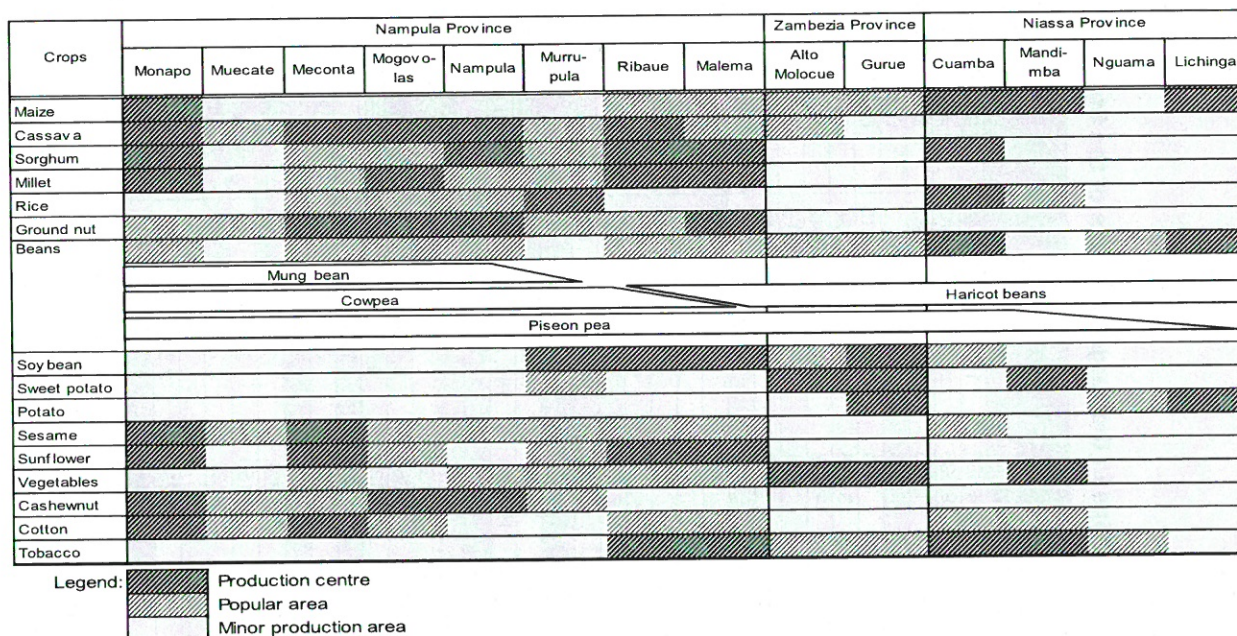 Crops
Nampula Province
Zambezia Province
Niassa Province
Monapo
Muecate
Meconta
Mogovo-
las
Nampula
Murru-
pula
Ribaue
Malema
Alto
Molocue
Gurue
Cuamba
Mandi-
mba
Nguama
Lichinga
Maize
Cassava
Sorghum
Millet
Rice
Ground nut
Beans
Mung bean
Cowpea
Haricot beans
Piseon pea
Soybean
Sweet potato
Potato
Sesame
Sunflower
Vegetables
Cashewnut
Cotton
Tobacco
Legend:
Production centre
Popular area
Minor production area